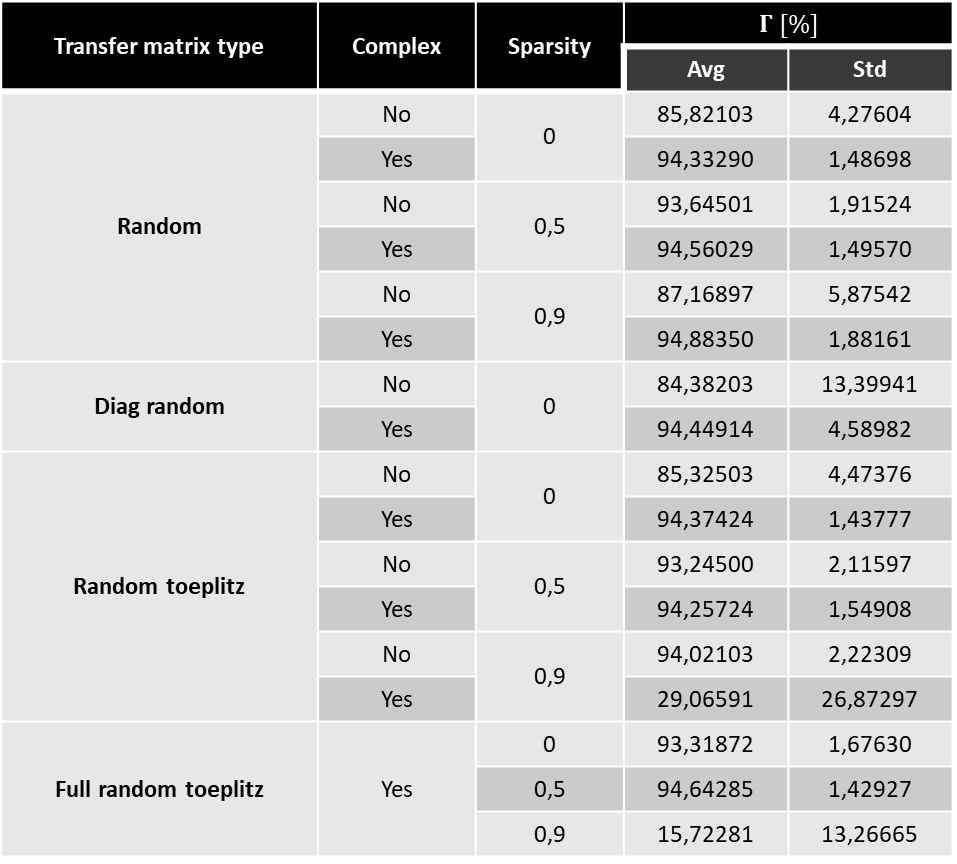 Transfer matrix type Complex Sparsity Γ [%]
Avg Std
Random No 0 85,82103 4,27604
Yes 94,33290 1,48698
No 0,5 93,64501 1,91524
Yes 94,56029 1,49570
No 0,9 87,16897 5,87542
Yes 94,88350 1,88161
Diag random No 0 84,38203 13,39941
Yes 94,44914 4,58982
Random toeplitz No 0 85,32503 4,47376
Yes 94,37424 1,43777
No 0,5 93,24500 2,11597
Yes 94,25724 1,54908
No 0,9 94,02103 2,22309
Yes 29,06591 26,87297
Full random toeplitz Yes 0 93,31872 1,67630
0,5 94,64285 1,42927
0,9 15,72281 13,26665